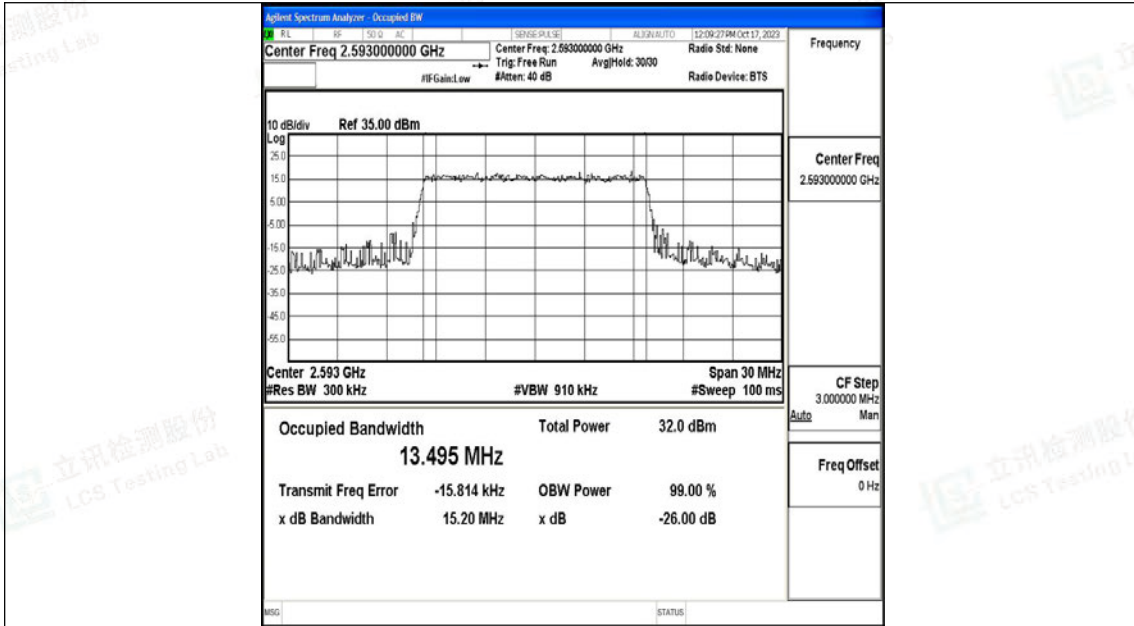 Agilent Spectrum Analyzer - Occupied BW
RL RF 50 Ω AC SENSE:PULSE ALIGNAUTO 12:09:27 PM Oct 17, 2023
Center Freq 2.593000000 GHz
Center Freq: 2.593000000 GHz
Radio Std: None
Trig: Free Run Avg|Hold: 30/30
#IFGain:Low #Atten: 40 dB
Radio Device: BTS
Frequency
10 dB/div Ref 35.00 dBm
Log
25.0
15.0
5.00
-5.00
-15.0
-25.0
-35.0
-45.0
-55.0
Center Freq
2.593000000 GHz
Center 2.593 GHz Span 30 MHz
#Res BW 300 kHz #VBW 910 kHz #Sweep 100 ms
CF Step
3.000000 MHz
Auto Man
Occupied Bandwidth Total Power 32.0 dBm
13.495 MHz
Transmit Freq Error -15.814 kHz OBW Power 99.00 %
x dB Bandwidth 15.20 MHz x dB -26.00 dB
Freq Offset
0 Hz
MSG STATUS
立讯检测股份
LCS Testing Lab